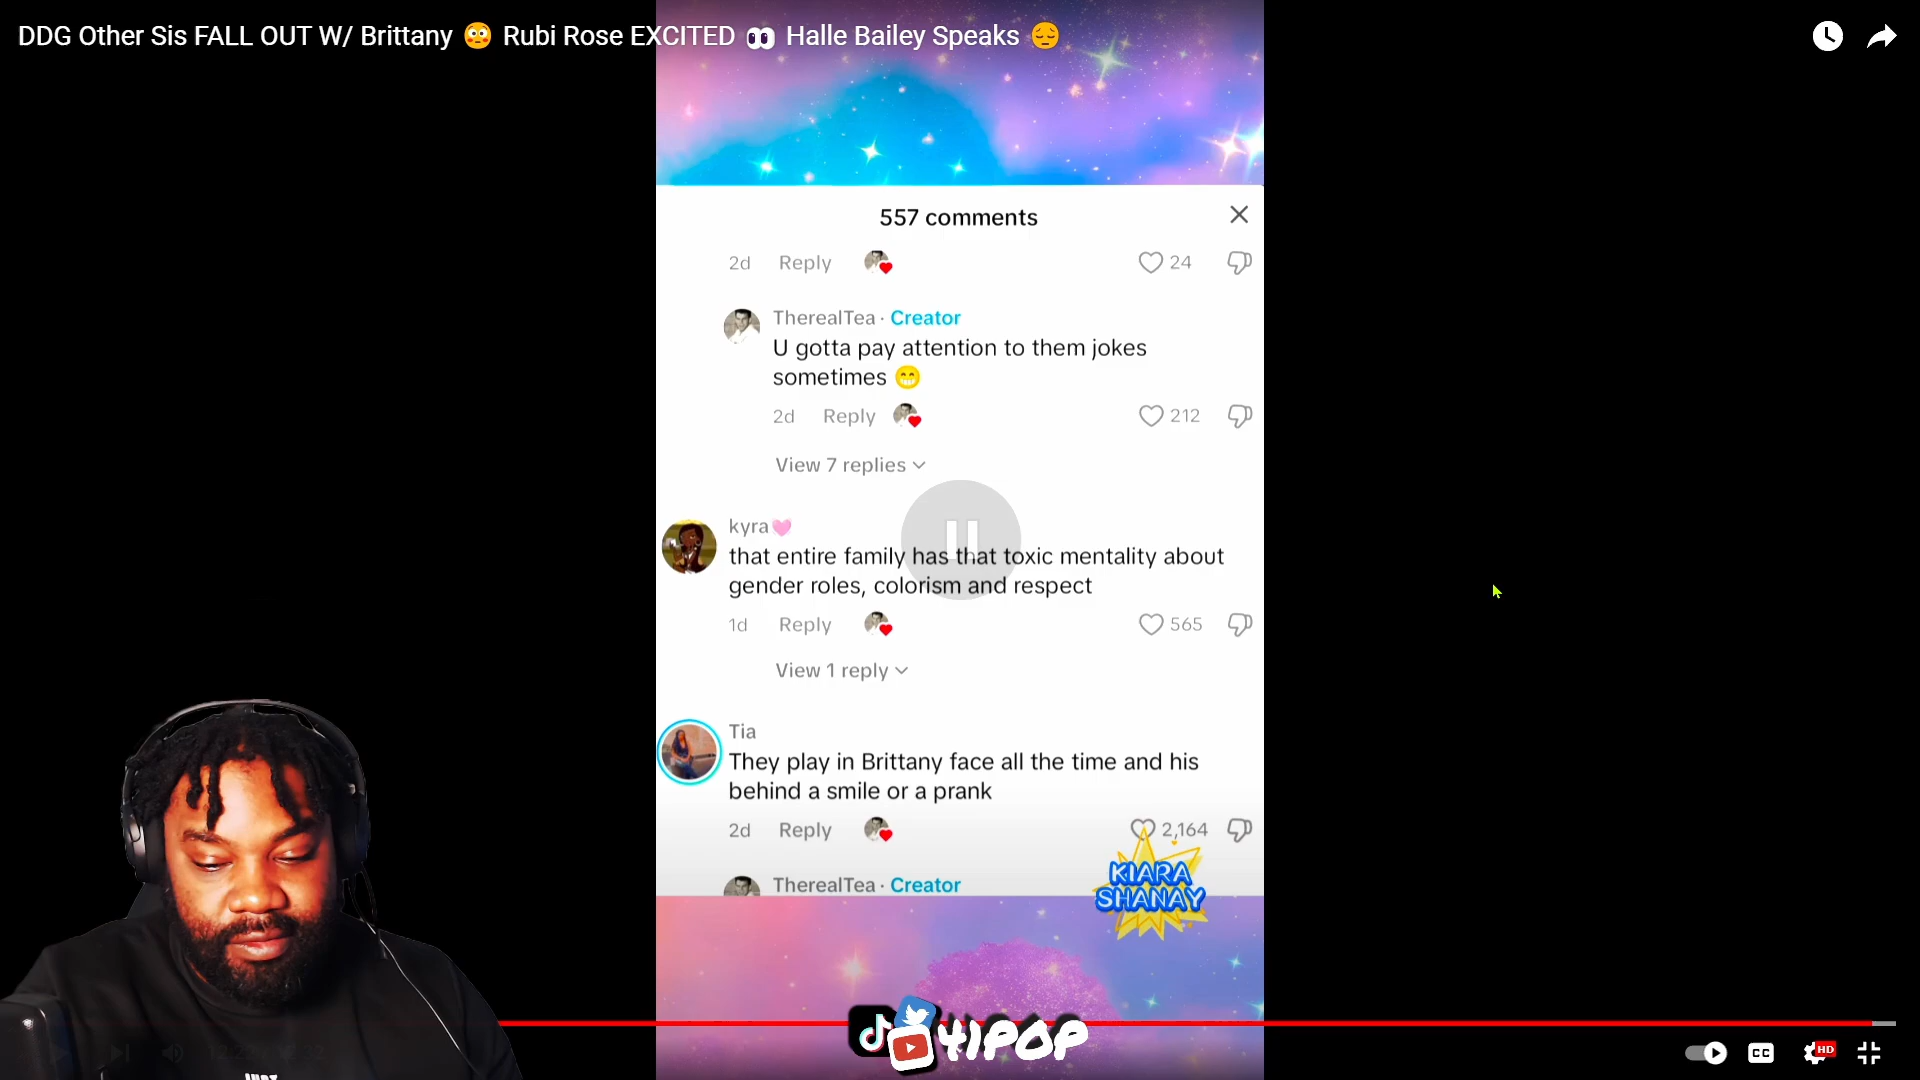 DDG Other Sis FALL OUT W/ Brittany 😳 Rubi Rose EXCITED 👀 Halle Bailey Speaks 😔
557 comments
2d Reply 24
TherealTea · Creator
U gotta pay attention to them jokes
sometimes 😁
2d Reply 212
View 7 replies
kyra🩷
that entire family has that toxic mentality about
gender roles, colorism and respect
1d Reply 565
View 1 reply
Tia
They play in Brittany face all the time and his
behind a smile or a prank
2d Reply 2,164
TherealTea · Creator
KIARA
SHANAY
41POP
CC
HD